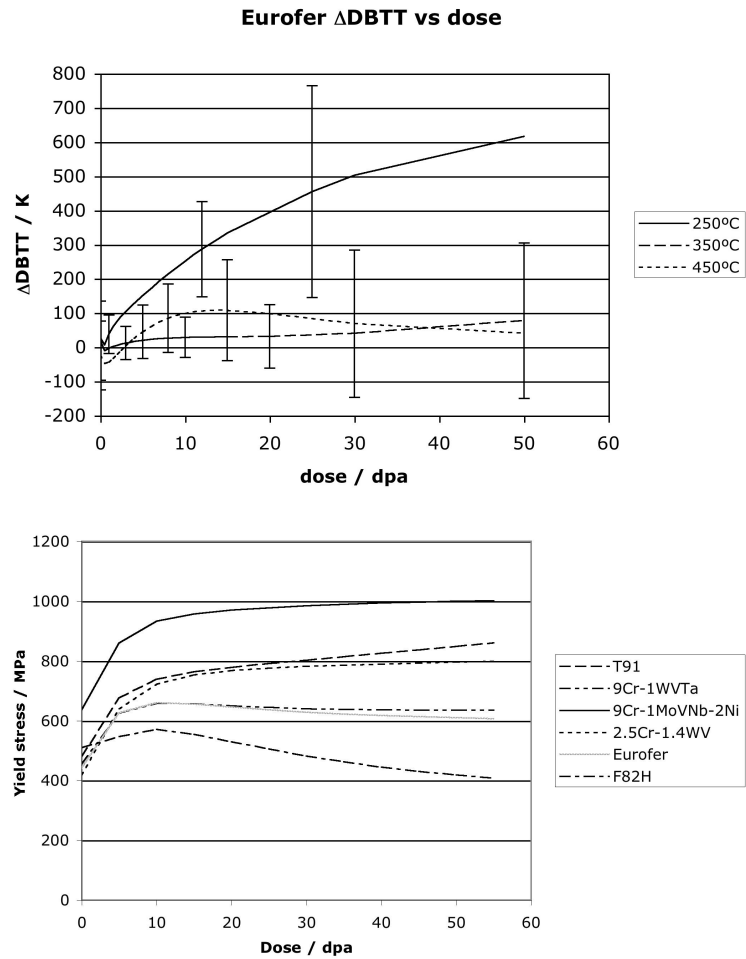 Eurofer ΔDBTT vs dose
800
700
600
500
400
300
200
100
0
-100
-200
ΔDBTT / K
0
10
20
30
40
50
60
dose / dpa
250ºC
350ºC
450ºC
1200
1000
800
600
400
200
0
Yield stress / MPa
0
10
20
30
40
50
60
Dose / dpa
T91
9Cr-1WVTa
9Cr-1MoVNb-2Ni
2.5Cr-1.4WV
Eurofer
F82H